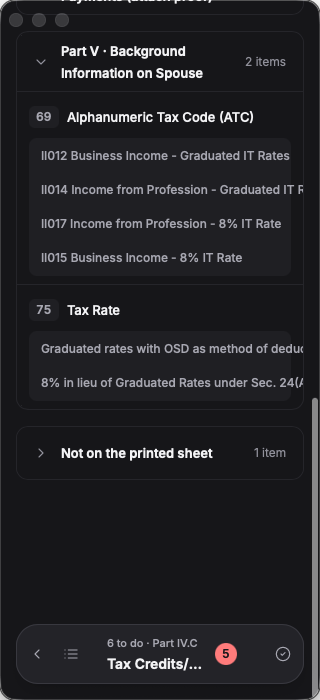 Part V · Background
Information on Spouse
2 items
69 Alphanumeric Tax Code (ATC)
II012 Business Income - Graduated IT Rates
II014 Income from Profession - Graduated IT R
II017 Income from Profession - 8% IT Rate
II015 Business Income - 8% IT Rate
75 Tax Rate
Graduated rates with OSD as method of deduc
8% in lieu of Graduated Rates under Sec. 24(A
Not on the printed sheet
1 item
6 to do · Part IV.C
Tax Credits/...
5